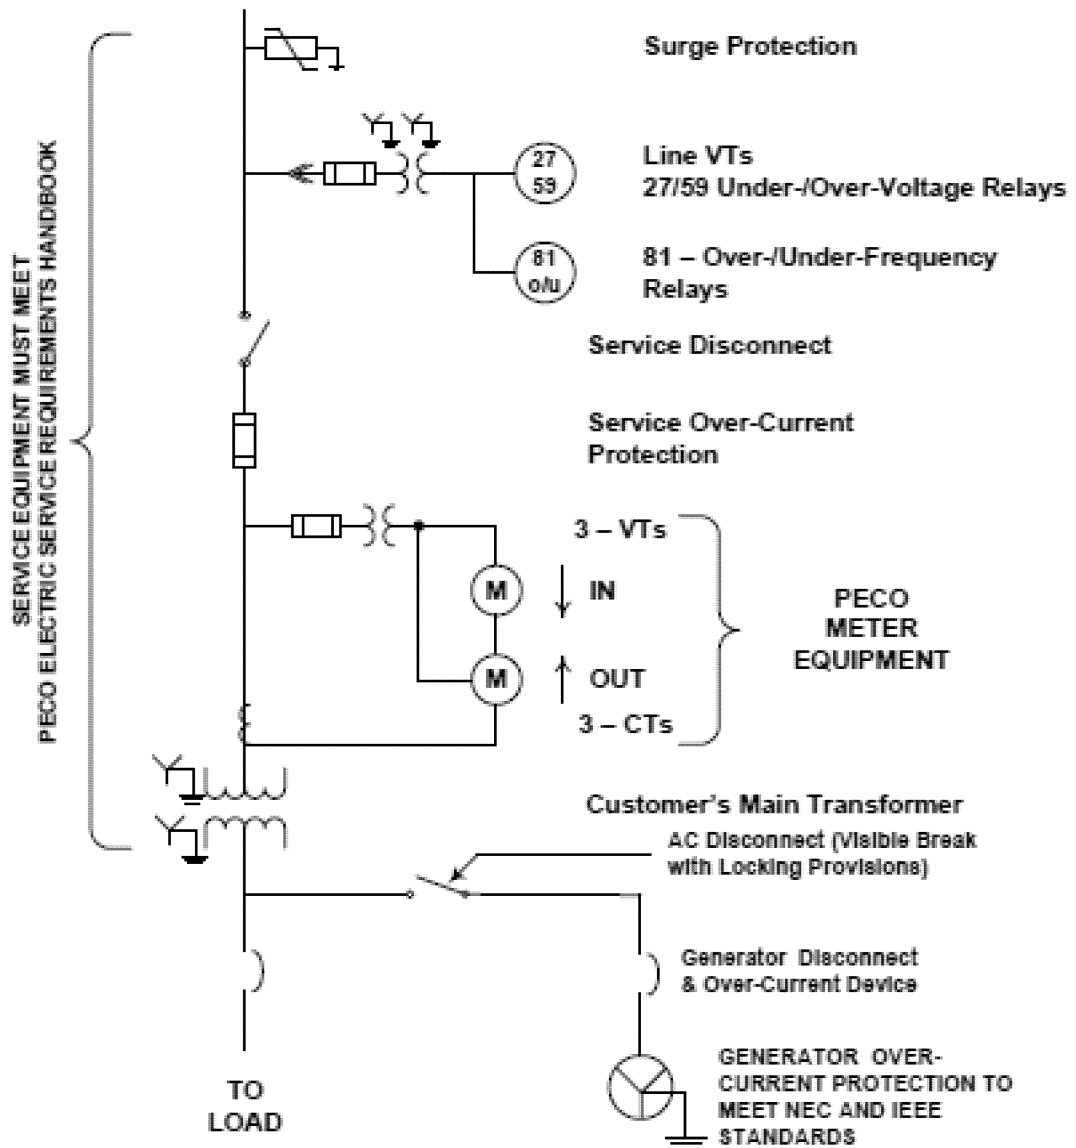 Surge Protection
27
59
Line VTs
27/59 Under-/Over-Voltage Relays
81
o/u
81 – Over-/Under-Frequency
Relays
Service Disconnect
Service Over-Current
Protection
SERVICE EQUIPMENT MUST MEET
PECO ELECTRIC SERVICE REQUIREMENTS HANDBOOK
3 – VTs
M
IN
M
OUT
3 – CTs
PECO
METER
EQUIPMENT
Customer's Main Transformer
AC Disconnect (Visible Break
with Locking Provisions)
Generator Disconnect
& Over-Current Device
GENERATOR OVER-
CURRENT PROTECTION TO
MEET NEC AND IEEE
STANDARDS
TO
LOAD